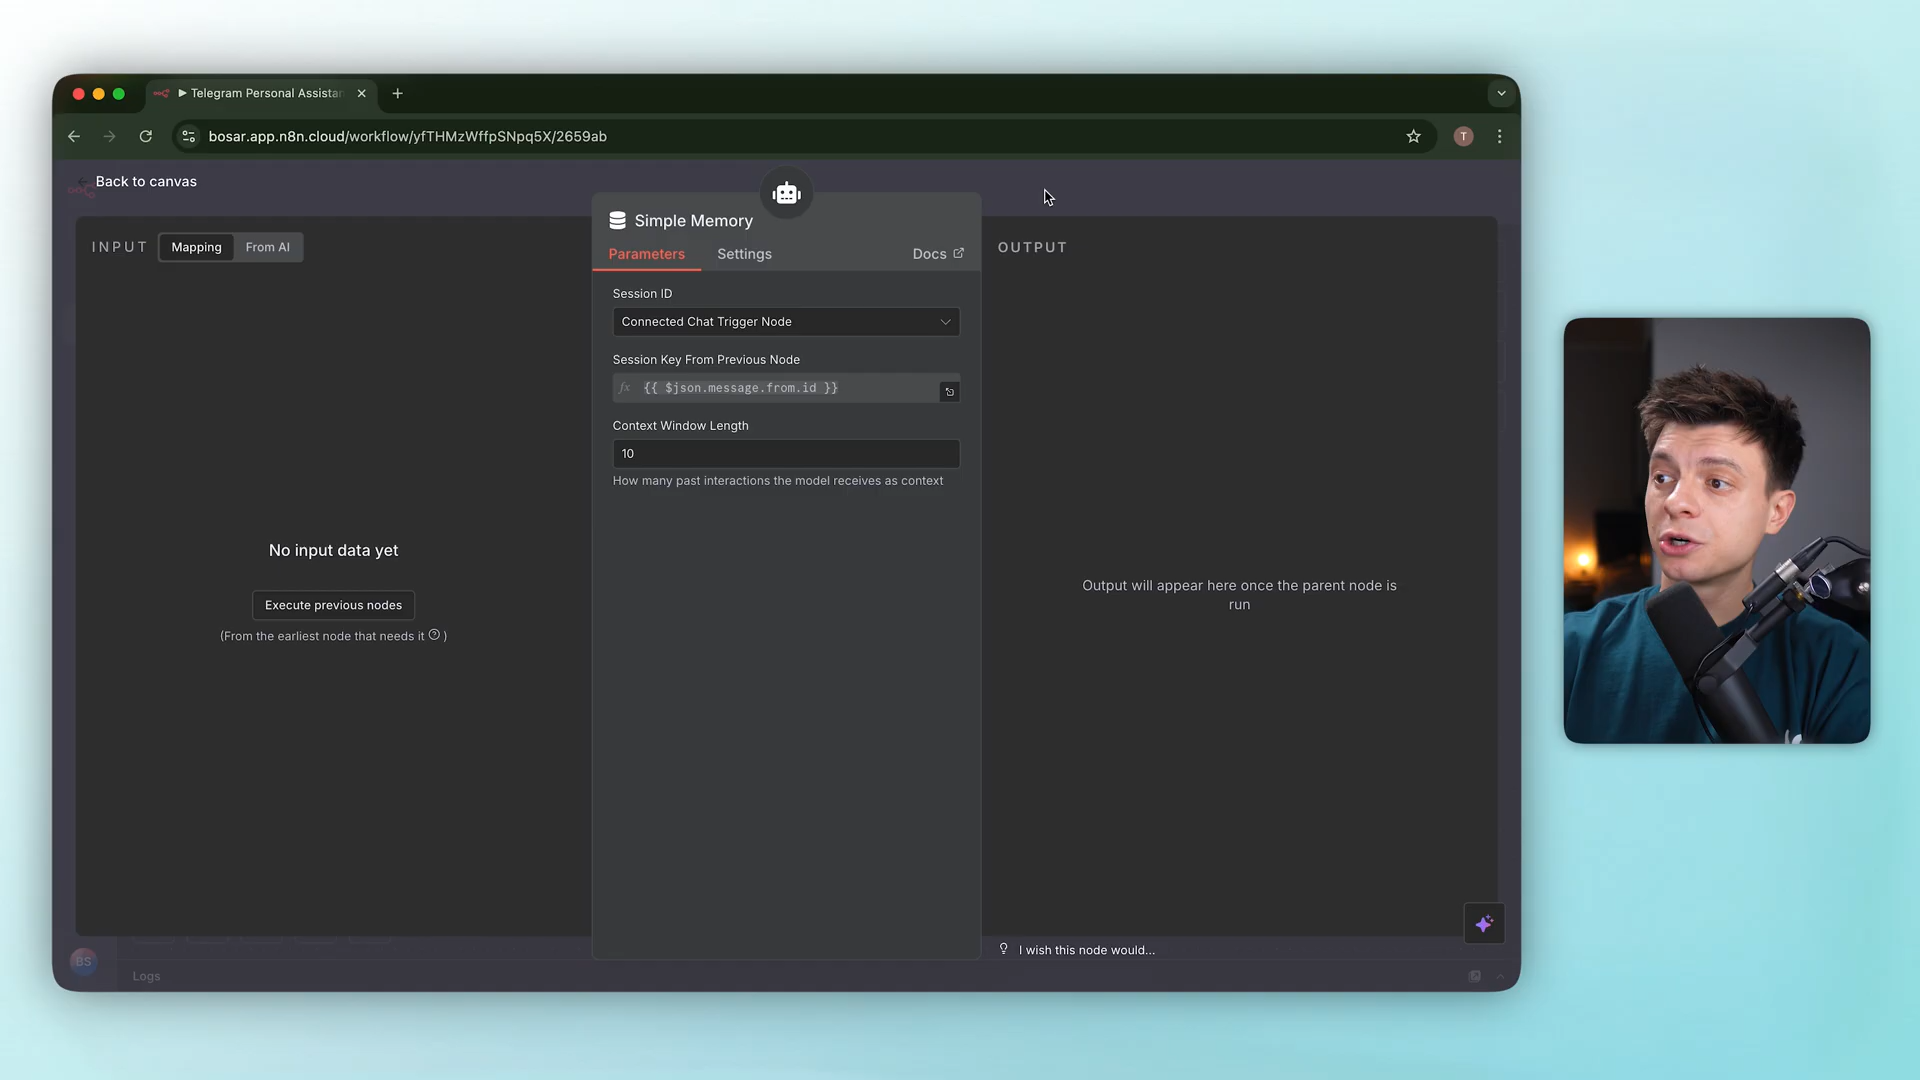 Telegram Personal Assistan
bosar.app.n8n.cloud/workflow/yfTHMzWffpSNpq5X/2659ab
T
Back to canvas
INPUT
Mapping
From AI
No input data yet
Execute previous nodes
(From the earliest node that needs it ? )
Simple Memory
Parameters
Settings
Docs
Session ID
Connected Chat Trigger Node
Session Key From Previous Node
fx {{ $json.message.from.id }}
Context Window Length
10
How many past interactions the model receives as context
OUTPUT
Output will appear here once the parent node is
run
I wish this node would...
BS
Logs